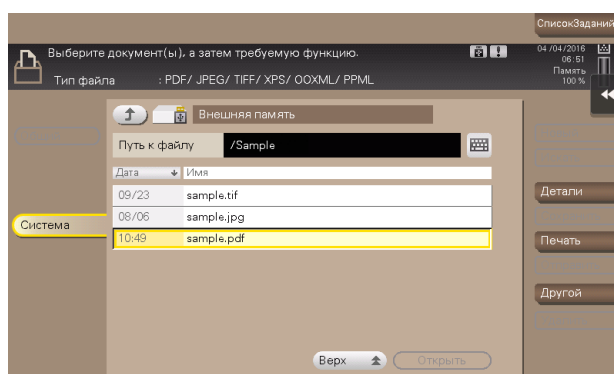 СписокЗаданий
Выберите документ(ы), а затем требуемую функцию.
Тип файла : PDF/ JPEG/ TIFF/ XPS/ OOXML/ PPML
04/04/2016
06:51
Память
100 %
Внешняя память
Путь к файлу /Sample
Дата Имя
09/23 sample.tif
08/06 sample.jpg
10:49 sample.pdf
Система
Детали
Печать
Другой
Верх Открыть